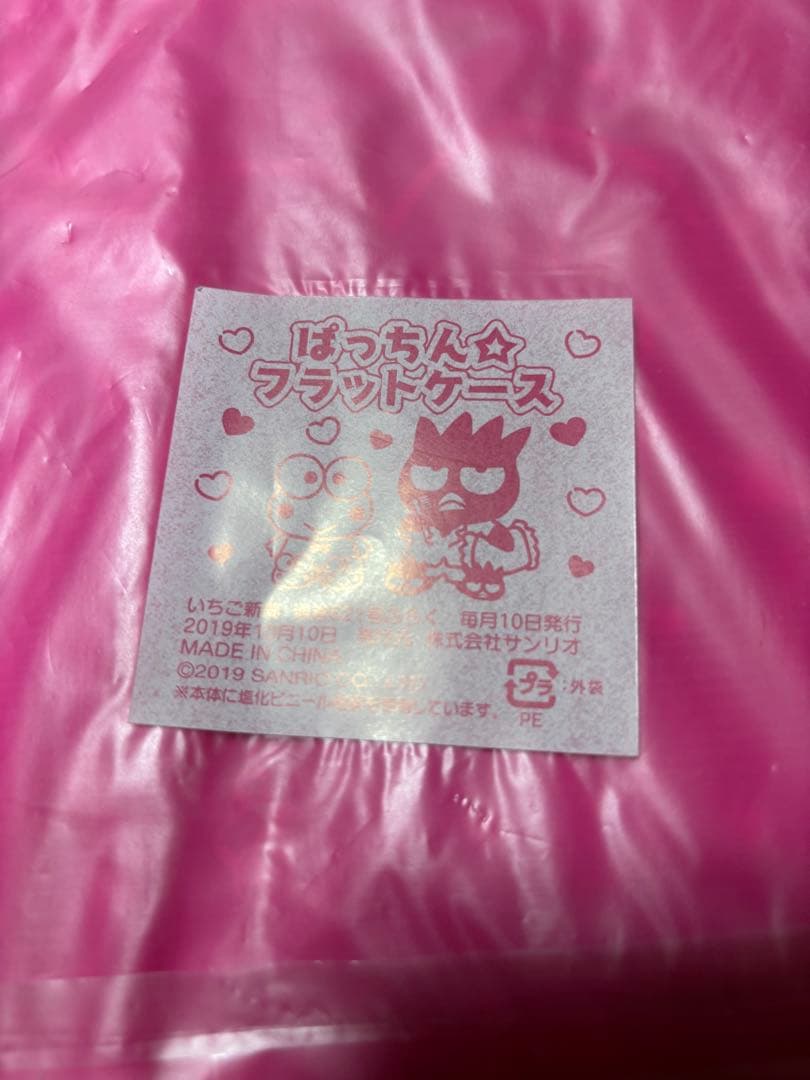 ぱっちん☆
フラットケース
いちご新 毎月10日発行
2019年 月10日 株式会社サンリオ
MADE IN CHINA
©2019 SANRIO
※本体に塩化ビニール しています。
プラ :外袋
PE